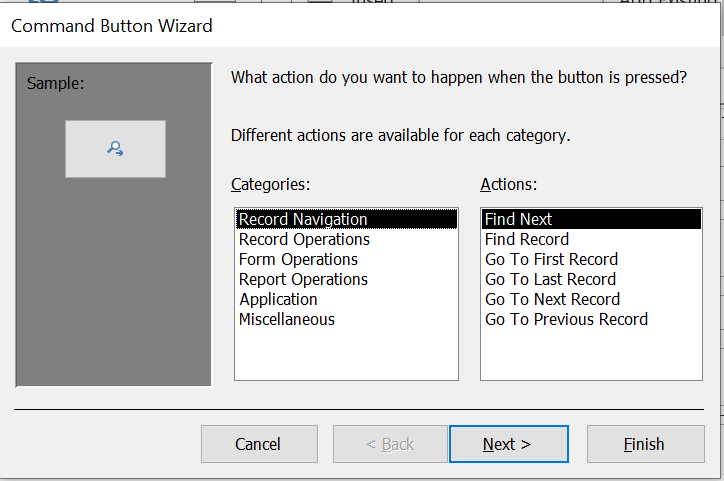 Insert
Add Existing
Command Button Wizard
Sample:
What action do you want to happen when the button is pressed?
Different actions are available for each category.
Categories:
Actions:
Record Navigation
Record Operations
Form Operations
Report Operations
Application
Miscellaneous
Find Next
Find Record
Go To First Record
Go To Last Record
Go To Next Record
Go To Previous Record
Cancel
< Back
Next >
Finish